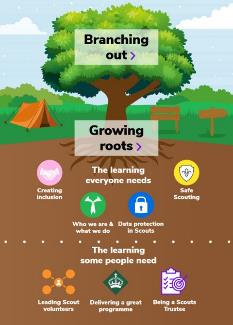 Branching
out >
Growing
roots >
The learning
everyone needs
Creating
inclusion
Safe
Scouting
Who we are &
what we do
Data protection
in Scouts
The learning
some people need
Leading Scout
volunteers
Delivering a great
programme
Being a Scouts
Trustee